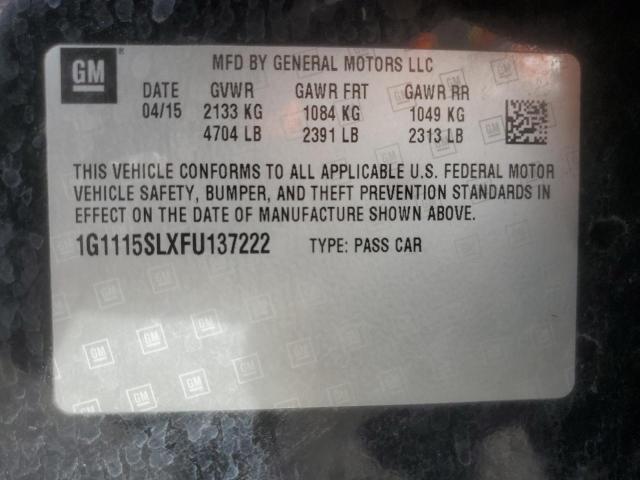 GM
MFD BY GENERAL MOTORS LLC
DATE GVWR GAWR FRT GAWR RR
04/15 2133 KG 1084 KG 1049 KG
4704 LB 2391 LB 2313 LB
THIS VEHICLE CONFORMS TO ALL APPLICABLE U.S. FEDERAL MOTOR
VEHICLE SAFETY, BUMPER, AND THEFT PREVENTION STANDARDS IN
EFFECT ON THE DATE OF MANUFACTURE SHOWN ABOVE.
1G1115SLXFU137222 TYPE: PASS CAR